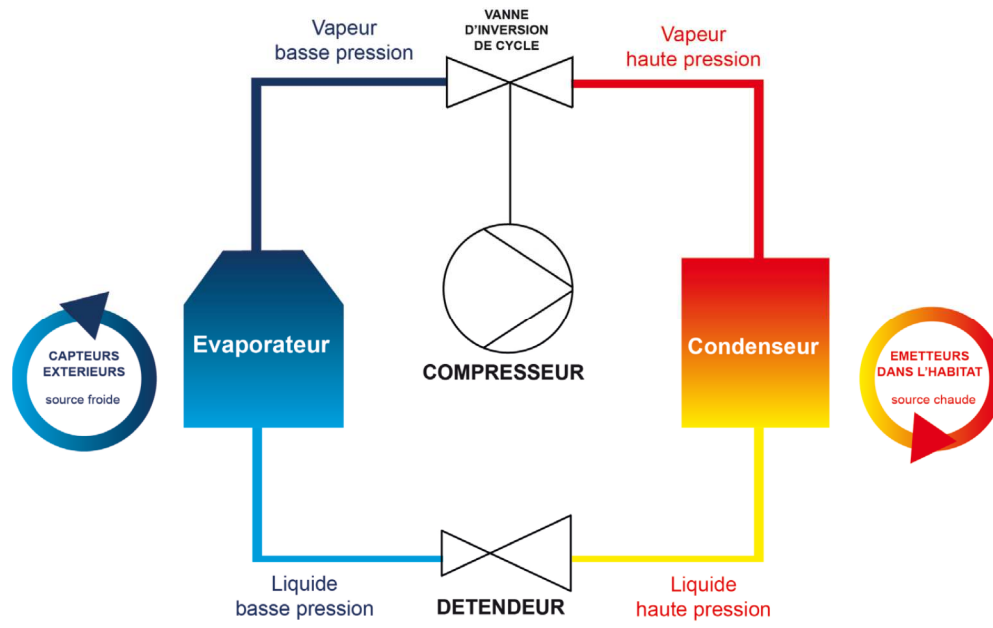 VANNE
D'INVERSION
DE CYCLE
Vapeur
basse pression
Vapeur
haute pression
Evaporateur
Condenseur
CAPTEURS
EXTERIEURS
source froide
COMPRESSEUR
EMETTEURS
DANS L'HABITAT
source chaude
Liquide
basse pression
DETENDEUR
Liquide
haute pression